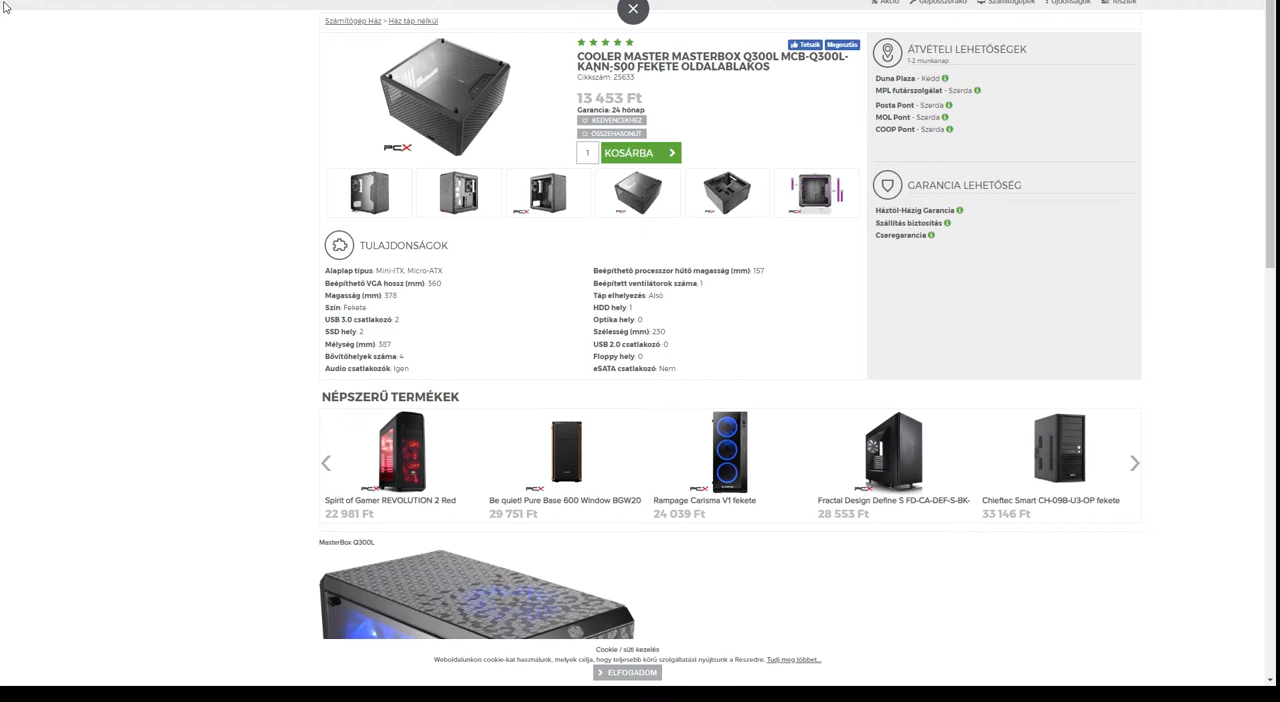 Akció Géposszerakó Számítógépek Újdonságok Tesztek
Számítógép Ház > Ház táp nélkül
Tetszik Megosztás
COOLER MASTER MASTERBOX Q300L MCB-Q300L-
KANN-S00 FEKETE OLDALABLAKOS
Cikkszám: 25633
13 453 Ft
Garancia: 24 hónap
KEDVENCEKHEZ
ÖSSZEHASONLÍT
1 KOSÁRBA
PCX
PCX PCX PCX PCX
ÁTVÉTELI LEHETŐSÉGEK
1-2 munkanap
Duna Plaza - Kedd
MPL futárszolgálat - Szerda
Posta Pont - Szerda
MOL Pont - Szerda
COOP Pont - Szerda
GARANCIA LEHETŐSÉG
Háztól-Házig Garancia
Szállítás biztosítás
Cseregarancia
TULAJDONSÁGOK
Alaplap típus: Mini-ITX, Micro-ATX
Beépíthető VGA hossz (mm): 360
Magasság (mm): 378
Szín: Fekete
USB 3.0 csatlakozó: 2
SSD hely: 2
Mélység (mm): 387
Bővítőhelyek száma: 4
Audio csatlakozók: Igen
Beépíthető processzor hűtő magasság (mm): 157
Beépített ventilátorok száma: 1
Táp elhelyezés: Alsó
HDD hely: 1
Optika hely: 0
Szélesség (mm): 230
USB 2.0 csatlakozó: 0
Floppy hely: 0
eSATA csatlakozó: Nem
NÉPSZERŰ TERMÉKEK
PCX PCX PCX PCX
Spirit of Gamer REVOLUTION 2 Red
22 981 Ft
Be quiet! Pure Base 600 Window BGW20
29 751 Ft
Rampage Carisma V1 fekete
24 039 Ft
Fractal Design Define S FD-CA-DEF-S-BK-
28 553 Ft
Chieftec Smart CH-09B-U3-OP fekete
33 146 Ft
MasterBox Q300L
Cookie / süti kezelés
Weboldalunkon cookie-kat használunk, melyek célja, hogy teljesebb körű szolgáltatást nyújtsunk a Részedre. Tudj meg többet...
ELFOGADOM